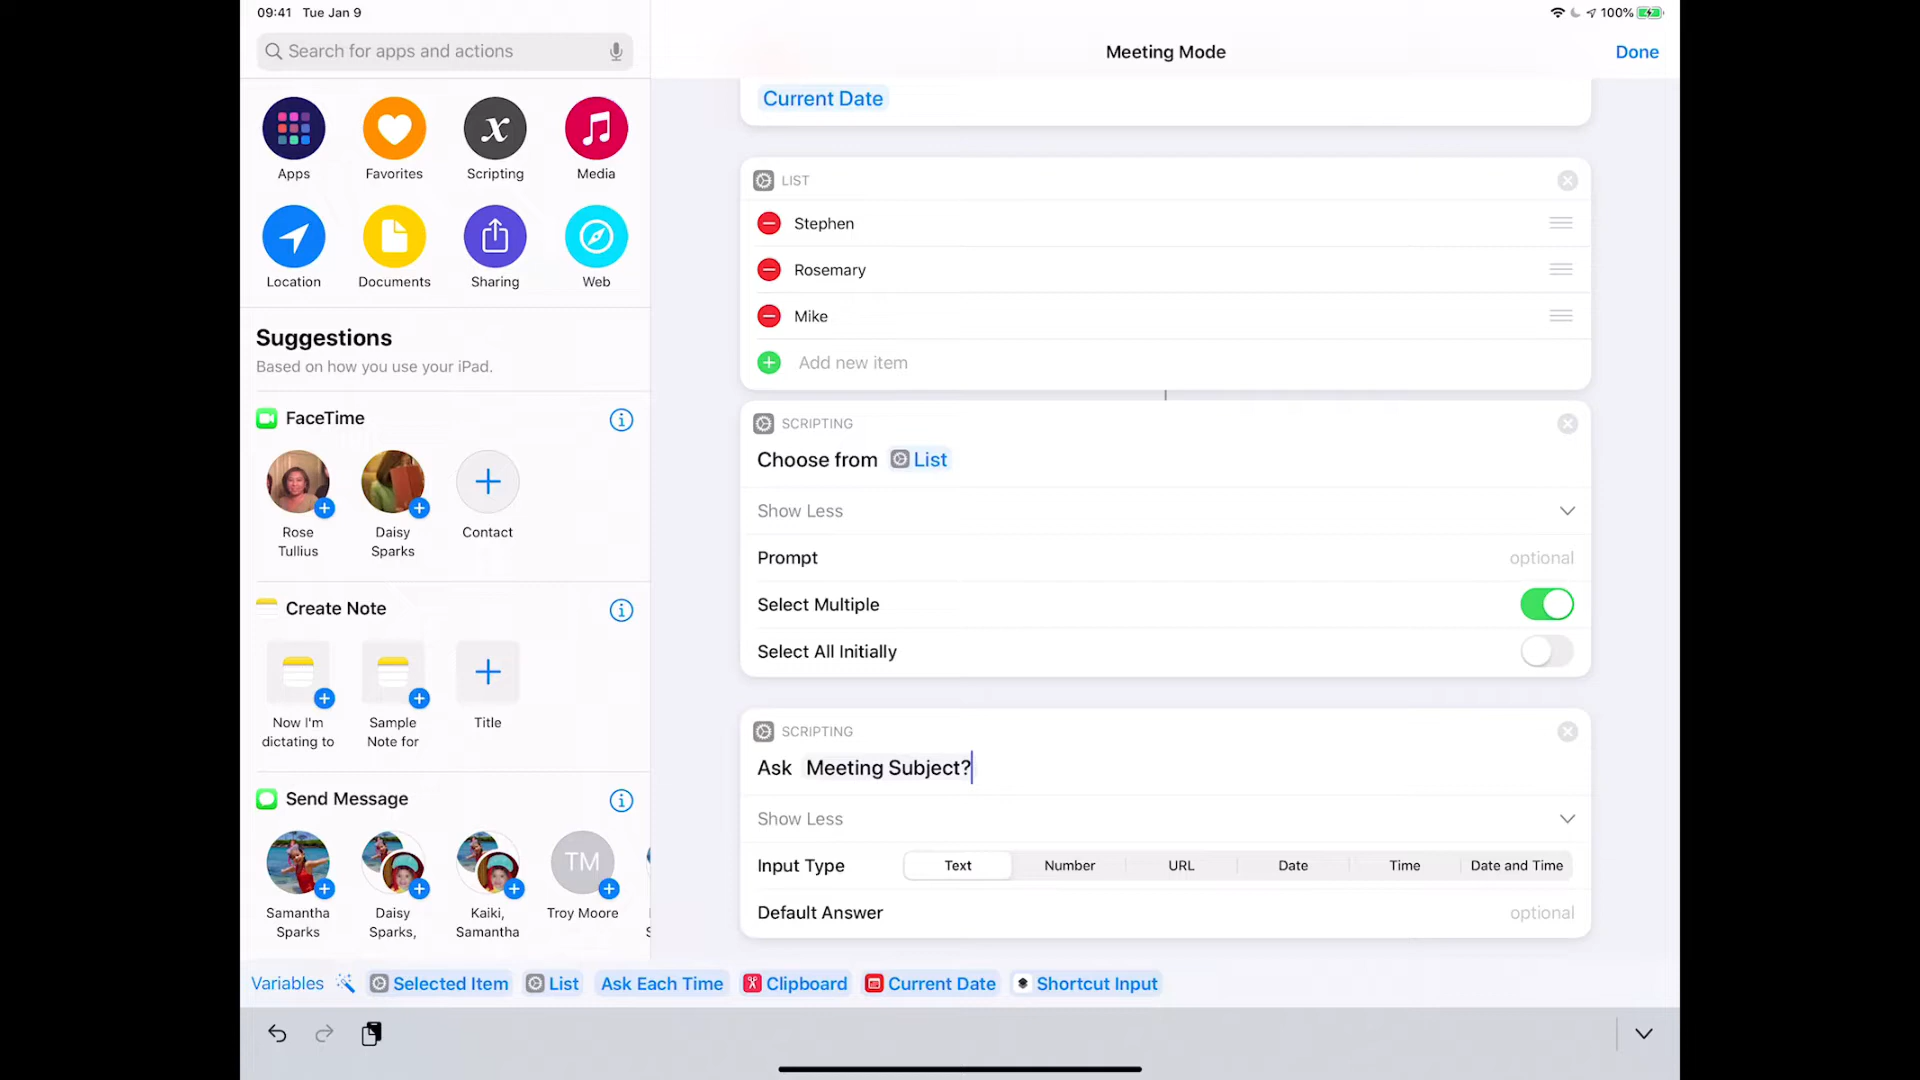 09:41 Tue Jan 9
100%
Search for apps and actions
Apps
Favorites
Scripting
Media
Location
Documents
Sharing
Web
Suggestions
Based on how you use your iPad.
FaceTime
Rose
Tullius
Daisy
Sparks
Contact
Create Note
Now I'm
dictating to
Sample
Note for
Title
Send Message
TM
Samantha
Sparks
Daisy
Sparks,
Kaiki,
Samantha
Troy Moore
Meeting Mode
Done
Current Date
LIST
Stephen
Rosemary
Mike
Add new item
SCRIPTING
Choose from List
Show Less
Prompt optional
Select Multiple
Select All Initially
SCRIPTING
Ask Meeting Subject?
Show Less
Input Type Text Number URL Date Time Date and Time
Default Answer optional
Variables Selected Item List Ask Each Time Clipboard Current Date Shortcut Input